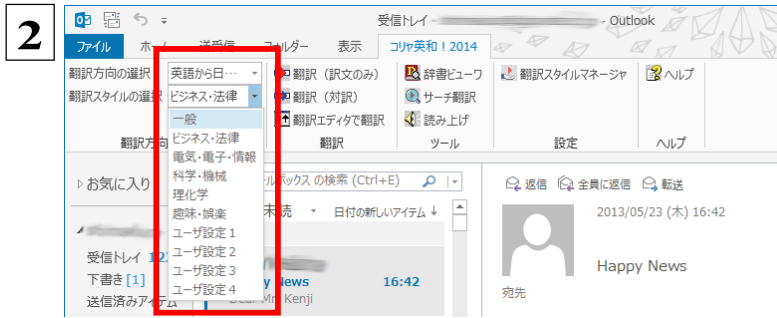 2
受信トレイ - - Outlook
ファイル ホーム 送受信 フォルダー 表示 コリャ英和!2014
翻訳方向の選択 英語から日… 翻訳(訳文のみ) 辞書ビューワ 翻訳スタイルマネージャ ヘルプ
翻訳スタイルの選択 ビジネス・法律 翻訳(対訳) サーチ翻訳
翻訳エディタで翻訳 読み上げ
翻訳方向 翻訳 ツール 設定 ヘルプ
一般
ビジネス・法律
電気・電子・情報
科学・機械
理化学
趣味・娯楽
ユーザ設定1
ユーザ設定2
ユーザ設定3
ユーザ設定4
お気に入り
ールボックス の検索 (Ctrl+E)
未読 日付の新しいアイテム ↓
受信トレイ
下書き [1]
送信済みアイテム
y News 16:42
Dear Mr. Kenji
返信 全員に返信 転送
2013/05/23 (木) 16:42
Happy News
宛先